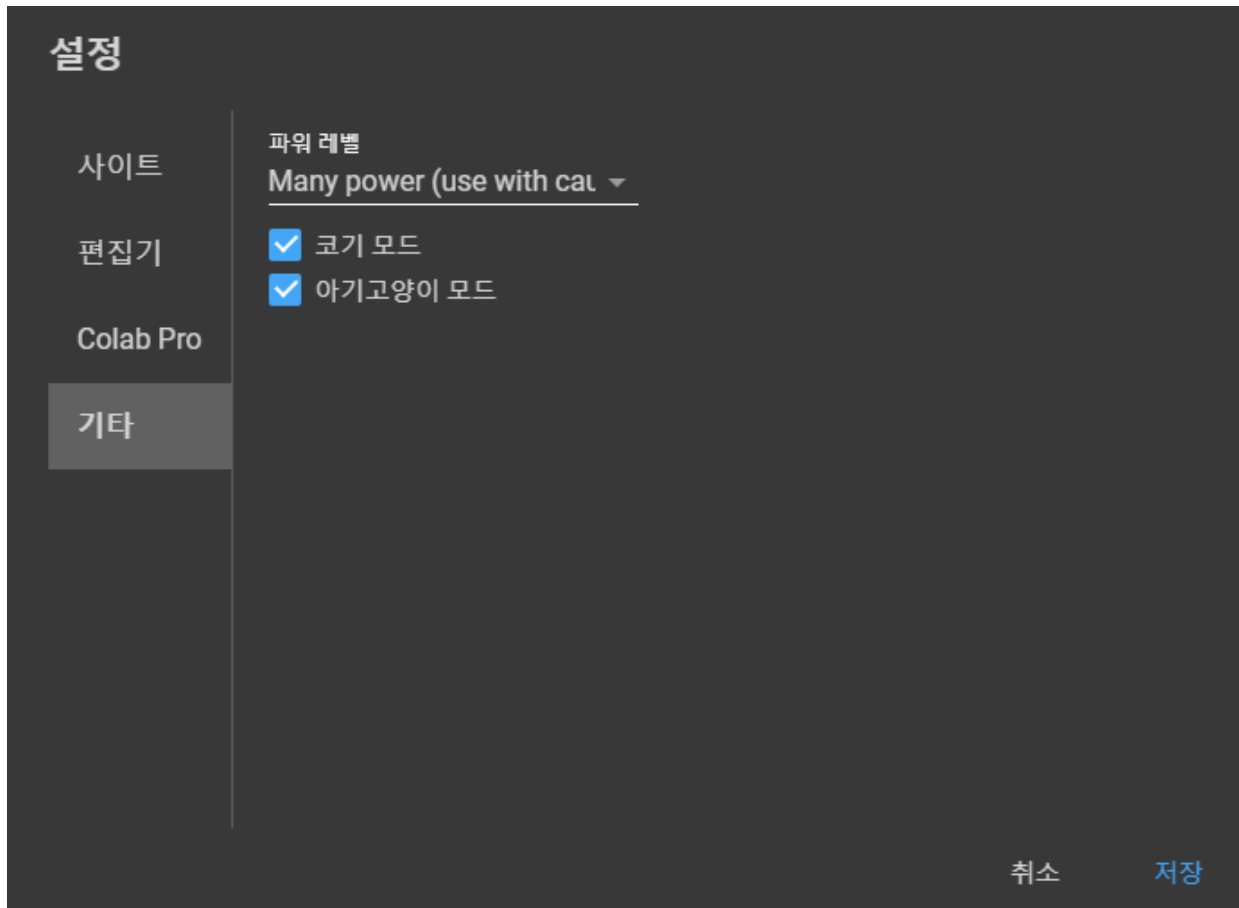 설정
사이트
편집기
Colab Pro
기타
파워 레벨
Many power (use with cau
코기 모드
아기고양이 모드
취소
저장